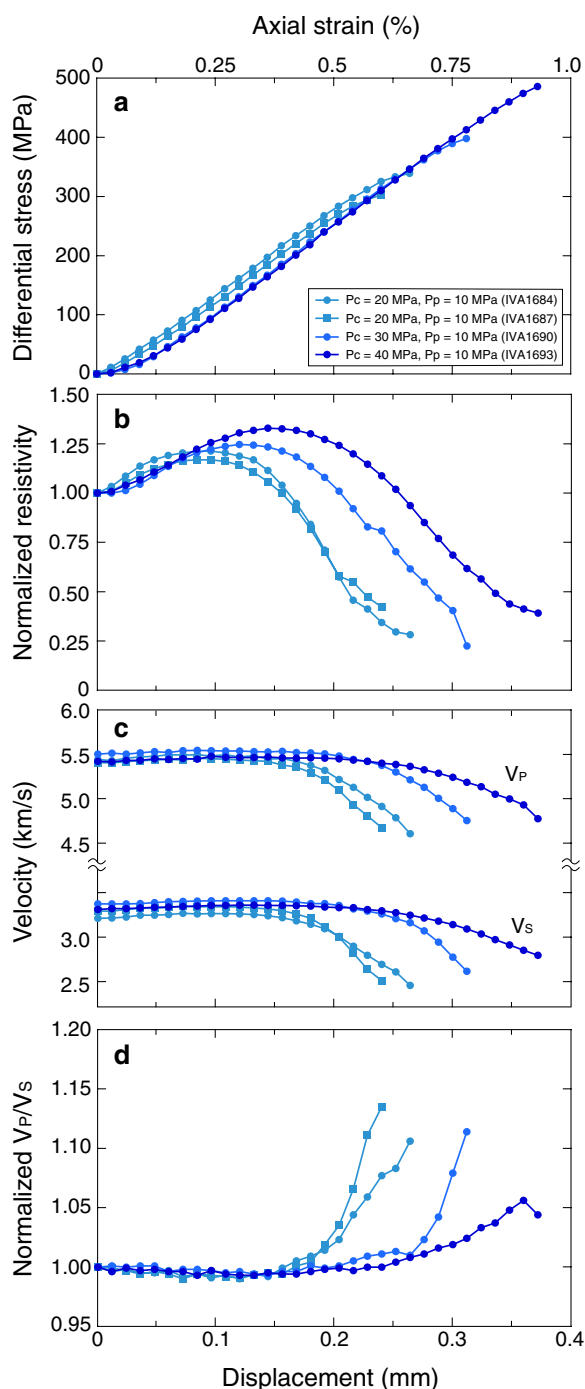 Axial strain (%)
0 0.25 0.50 0.75 1.00
a
Differential stress (MPa)
500
400
300
200
100
0
Pc = 20 MPa, Pp = 10 MPa (IVA1684)
Pc = 20 MPa, Pp = 10 MPa (IVA1687)
Pc = 30 MPa, Pp = 10 MPa (IVA1690)
Pc = 40 MPa, Pp = 10 MPa (IVA1693)
b
Normalized resistivity
1.50
1.25
1.00
0.75
0.50
0.25
0
c
Velocity (km/s)
6.0
5.5
5.0
4.5
3.0
2.5
VP
VS
d
Normalized VP/VS
1.20
1.15
1.10
1.05
1.00
0.95
0 0.1 0.2 0.3 0.4
Displacement (mm)